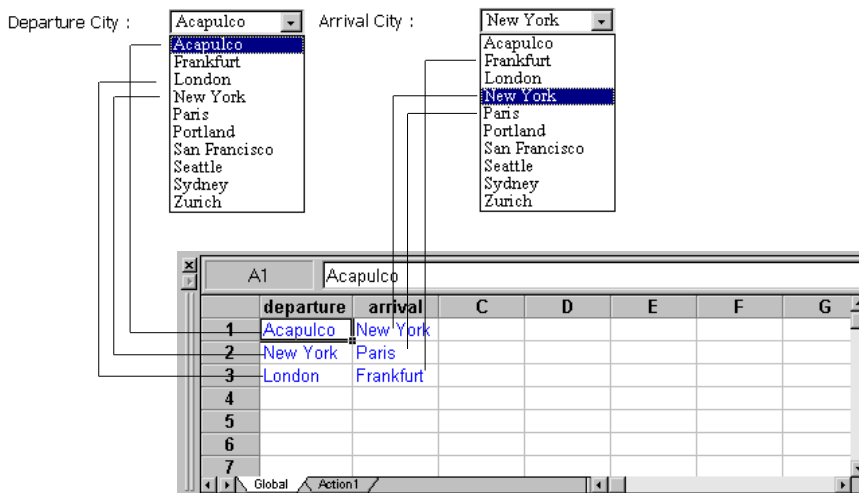 Departure City : Acapulco Arrival City : New York
Acapulco
Frankfurt
London
New York
Paris
Portland
San Francisco
Seattle
Sydney
Zurich
Acapulco
Frankfurt
London
New York
Paris
Portland
San Francisco
Seattle
Sydney
Zurich
A1 Acapulco
departure arrival C D E F G
1 Acapulco New York
2 New York Paris
3 London Frankfurt
4
5
6
7
Global Action1